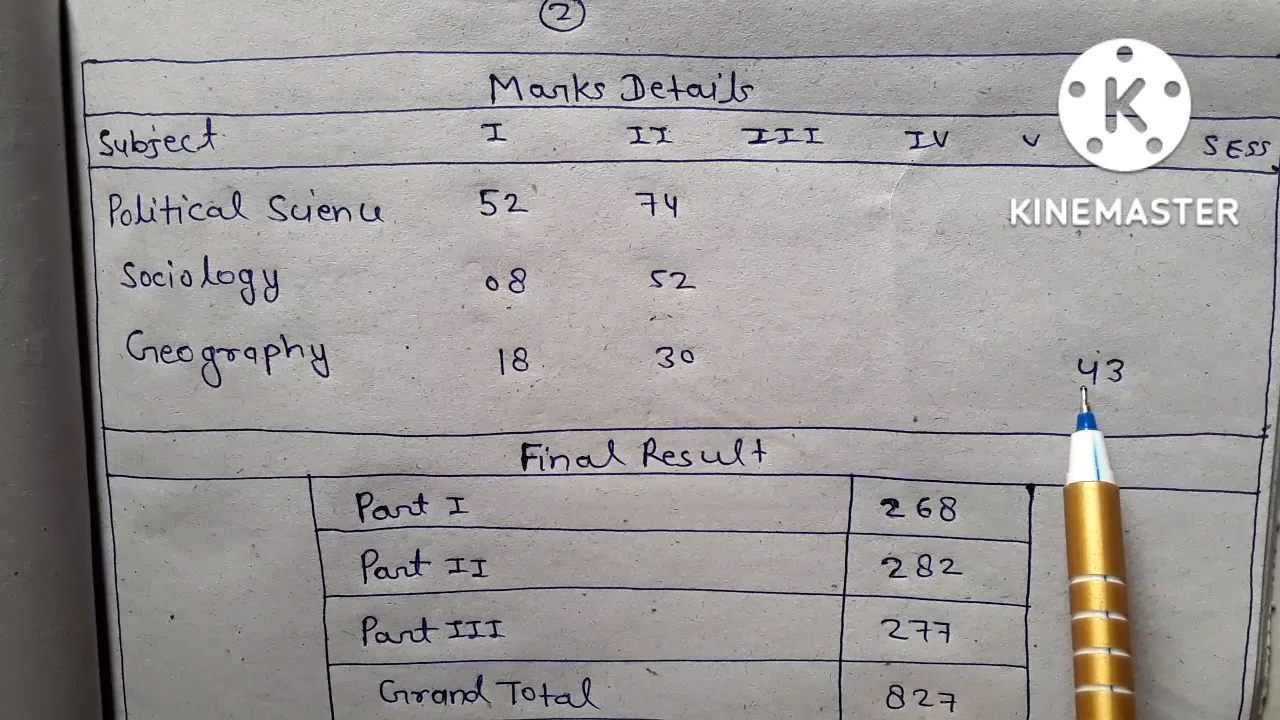 2
Marks Details
Subject I II III IV V SESS
Political Science 52 74
Sociology 08 52
Geography 18 30 43
Final Result
Part I 268
Part II 282
Part III 277
Grand Total 827
K
KINEMASTER